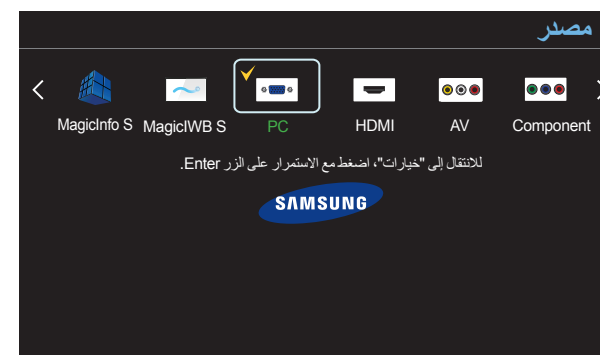 مصدر
MagicInfo S MagicIWB S PC HDMI AV Component
للانتقال إلى "خيارات"، اضغط مع الاستمرار على الزر Enter.
SAMSUNG